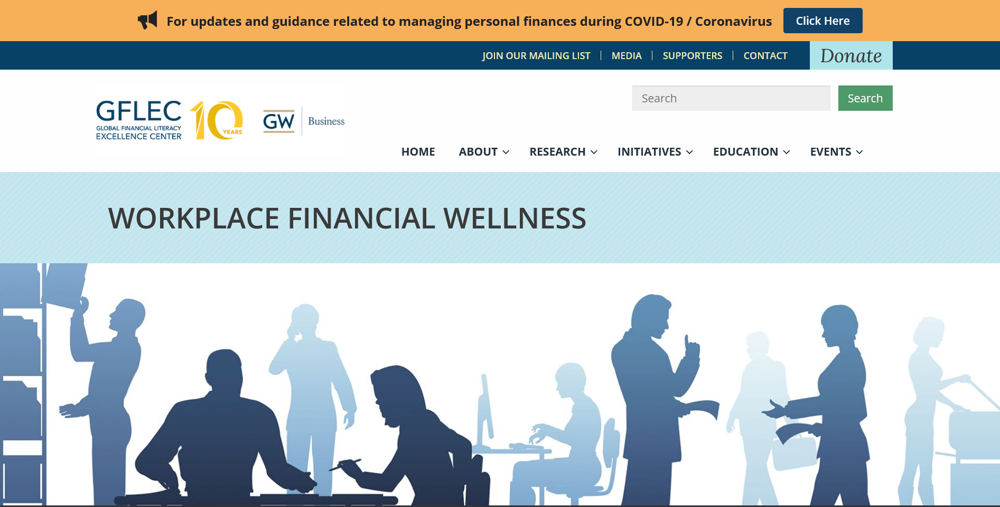 For updates and guidance related to managing personal finances during COVID-19 / Coronavirus
Click Here
JOIN OUR MAILING LIST
MEDIA
SUPPORTERS
CONTACT
Donate
Search
Search
GFLEC
GLOBAL FINANCIAL LITERACY
EXCELLENCE CENTER
10
YEARS
GW
Business
HOME
ABOUT
RESEARCH
INITIATIVES
EDUCATION
EVENTS
WORKPLACE FINANCIAL WELLNESS